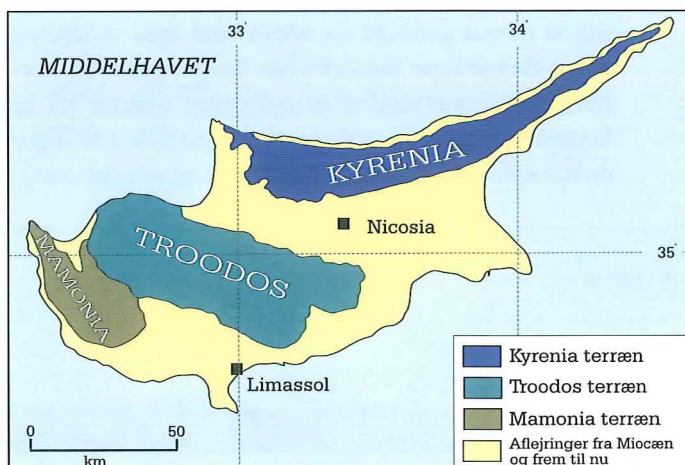 33°
34°
MIDDELHAVET
KYRENIA
Nicosia
TROODOS
35°
MAMONIA
Limassol
Kyrenia terræn
Troodos terræn
Mamonia terræn
Aflejringer fra Miocæn
og frem til nu
0 50
km